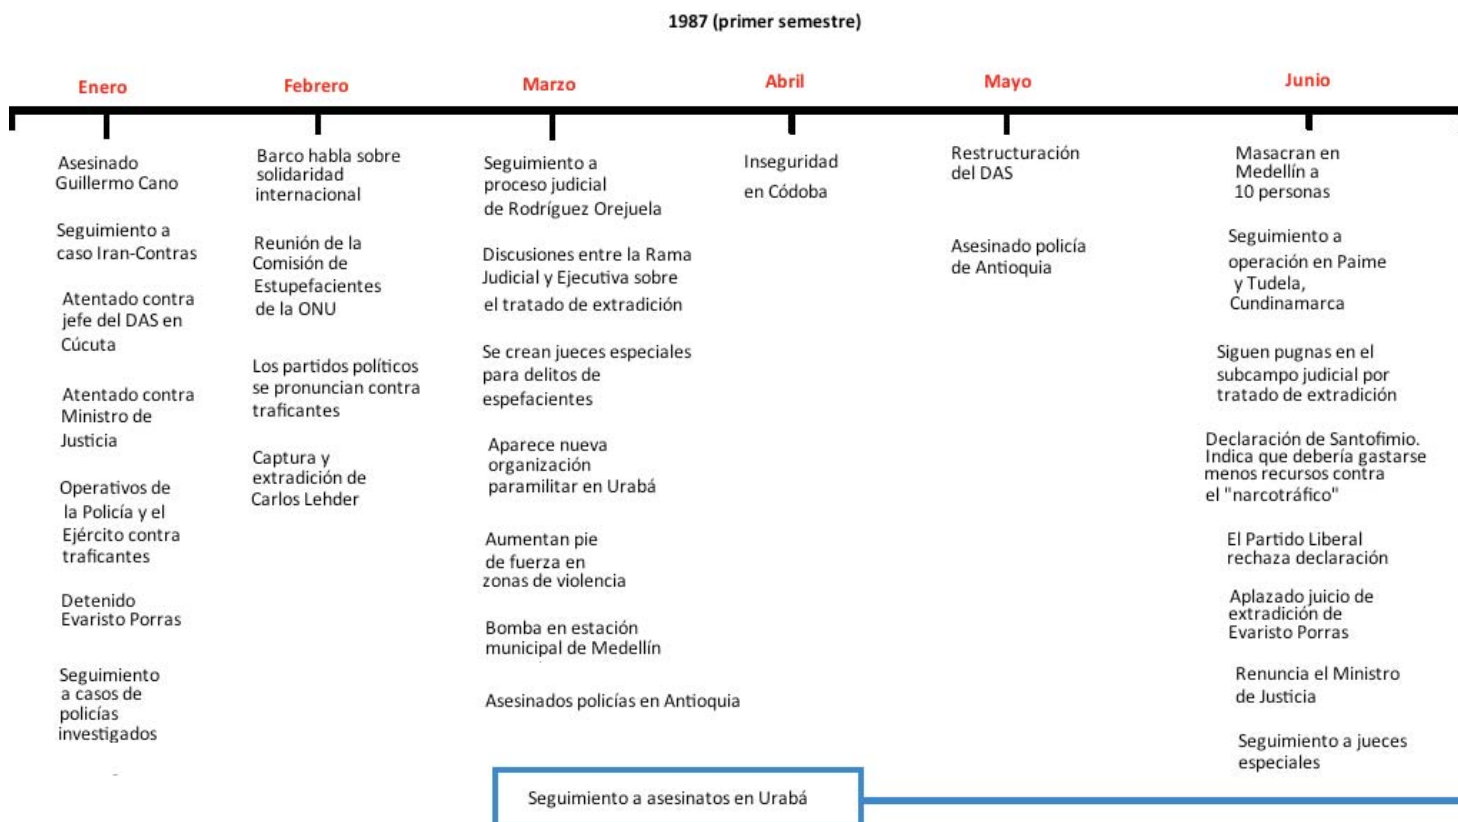 1987 (primer semestre)
Enero
Asesinado
Guillermo Cano
Seguimiento a
caso Iran-Contras
Atentado contra
jefe del DAS en
Cúcuta
Atentado contra
Ministro de
Justicia
Operativos de
la Policía y el
Ejército contra
traficantes
Detenido
Evaristo Porras
Seguimiento
a casos de
policías
investigados
Febrero
Barco habla sobre
solidaridad
internacional
Reunión de la
Comisión de
Estupefacientes
de la ONU
Los partidos políticos
se pronuncian contra
traficantes
Captura y
extradición de
Carlos Lehder
Marzo
Seguimiento a
proceso judicial
de Rodríguez Orejuela
Discusiones entre la Rama
Judicial y Ejecutiva sobre
el tratado de extradición
Se crean jueces especiales
para delitos de
espefacientes
Aparece nueva
organización
paramilitar en Urabá
Aumentan pie
de fuerza en
zonas de violencia
Bomba en estación
municipal de Medellín
Asesinados policías en Antioquia
Abril
Inseguridad
en Códoba
Mayo
Restructuración
del DAS
Asesinado policía
de Antioquia
Junio
Masacran en
Medellín a
10 personas
Seguimiento a
operación en Paime
y Tudela,
Cundinamarca
Siguen pugnas en el
subcampo judicial por
tratado de extradición
Declaración de Santofimio.
Indica que debería gastarse
menos recursos contra
el "narcotráfico"
El Partido Liberal
rechaza declaración
Aplazado juicio de
extradición de
Evaristo Porras
Renuncia el Ministro
de Justicia
Seguimiento a jueces
especiales
Seguimiento a asesinatos en Urabá